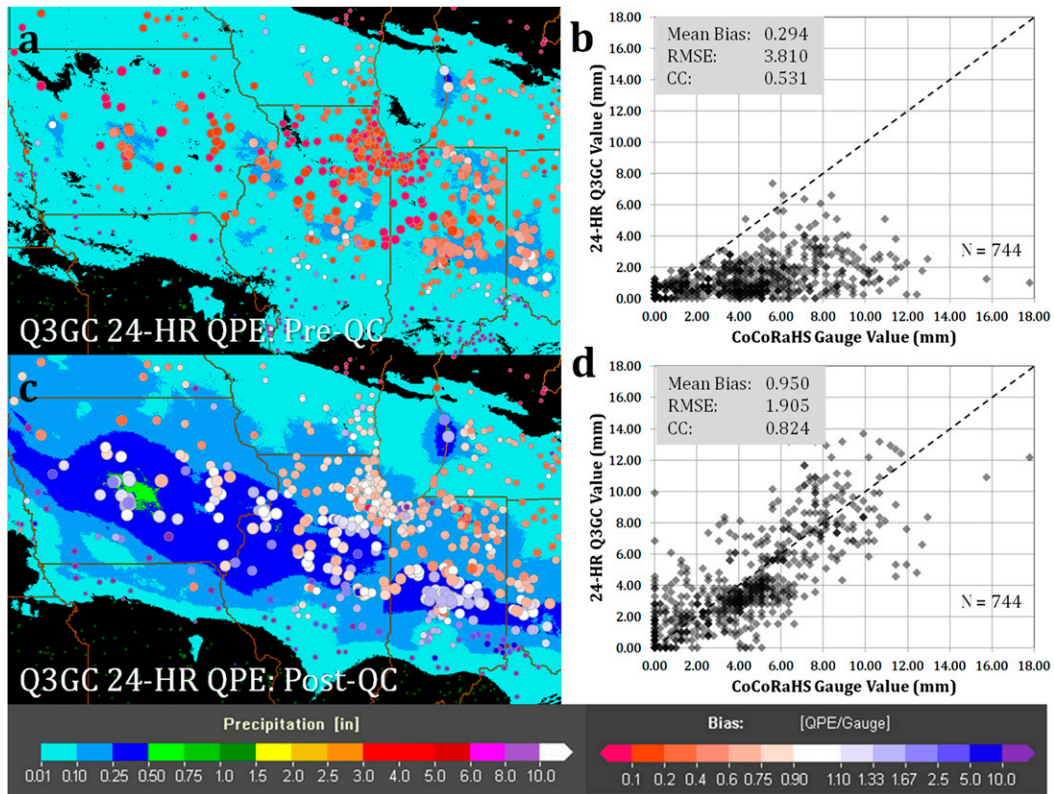 a
Q3GC 24-HR QPE: Pre-QC
b
18.00
16.00
14.00
12.00
10.00
8.00
6.00
4.00
2.00
0.00
24-HR Q3GC Value (mm)
Mean Bias: 0.294
RMSE: 3.810
CC: 0.531
N = 744
0.00 2.00 4.00 6.00 8.00 10.00 12.00 14.00 16.00 18.00
CoCoRaHS Gauge Value (mm)
c
Q3GC 24-HR QPE: Post-QC
d
18.00
16.00
14.00
12.00
10.00
8.00
6.00
4.00
2.00
0.00
24-HR Q3GC Value (mm)
Mean Bias: 0.950
RMSE: 1.905
CC: 0.824
N = 744
0.00 2.00 4.00 6.00 8.00 10.00 12.00 14.00 16.00 18.00
CoCoRaHS Gauge Value (mm)
Precipitation [in]
0.01 0.10 0.25 0.50 0.75 1.0 1.5 2.0 2.5 3.0 4.0 5.0 6.0 8.0 10.0
Bias: [QPE/Gauge]
0.1 0.2 0.4 0.6 0.75 0.90 1.10 1.33 1.67 2.5 5.0 10.0